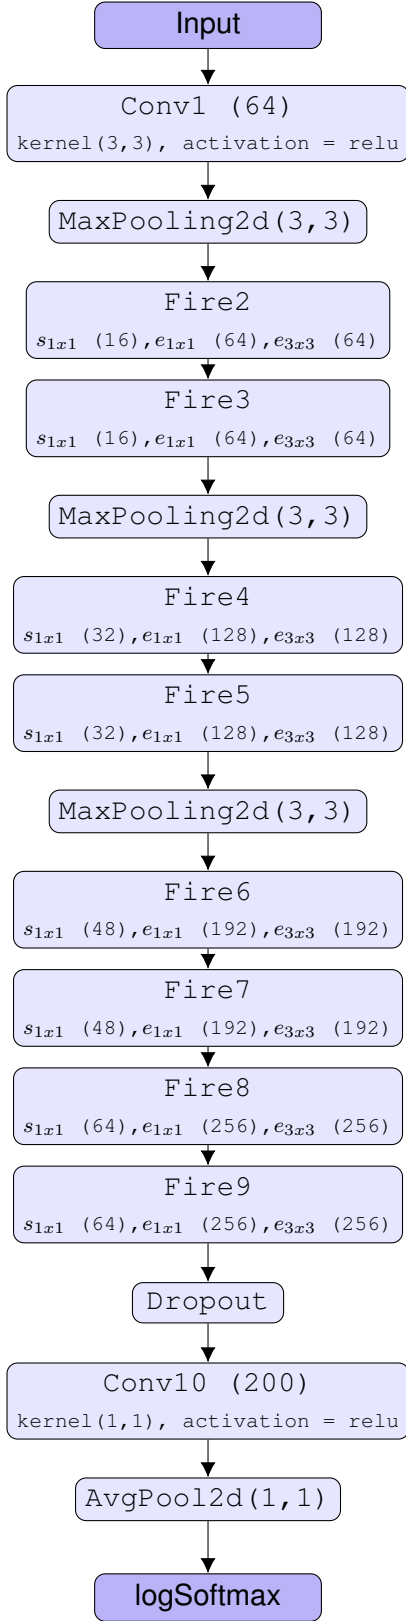 Input
Conv1 (64)
kernel(3,3), activation = relu
MaxPooling2d(3,3)
Fire2
s1x1 (16),e1x1 (64),e3x3 (64)
Fire3
s1x1 (16),e1x1 (64),e3x3 (64)
MaxPooling2d(3,3)
Fire4
s1x1 (32),e1x1 (128),e3x3 (128)
Fire5
s1x1 (32),e1x1 (128),e3x3 (128)
MaxPooling2d(3,3)
Fire6
s1x1 (48),e1x1 (192),e3x3 (192)
Fire7
s1x1 (48),e1x1 (192),e3x3 (192)
Fire8
s1x1 (64),e1x1 (256),e3x3 (256)
Fire9
s1x1 (64),e1x1 (256),e3x3 (256)
Dropout
Conv10 (200)
kernel(1,1), activation = relu
AvgPool2d(1,1)
logSoftmax